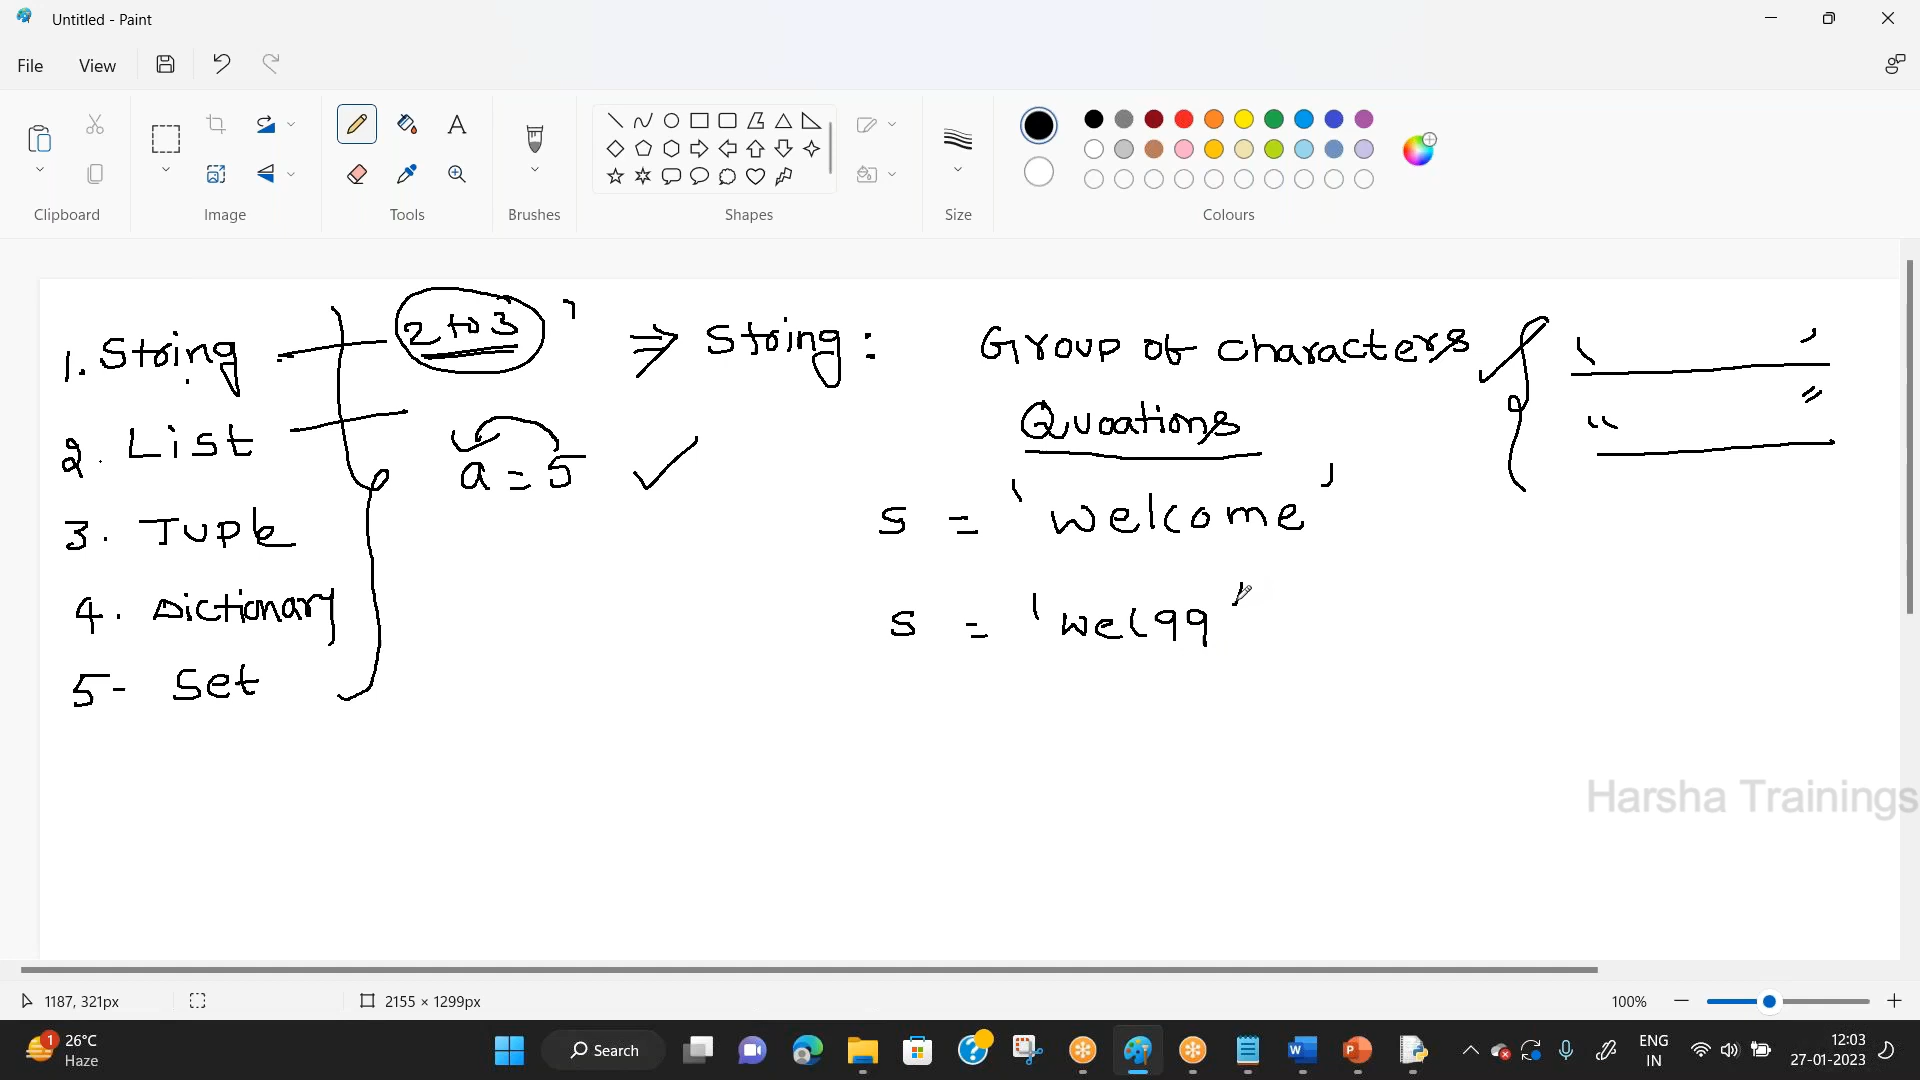 Untitled - Paint
File View
Clipboard Image Tools Brushes Shapes Size Colours
1. String 2 to 3 ⇒ String : Group of characters ' '
Quoations " "
2. List a = 5 ✓
s = 'welcome'
3. Tuple
4. Dictionary s = 'wel99'
5- Set
Harsha Trainings
1187, 321px 2155 × 1299px 100%
1 26°C Haze Search ENG IN 12:03 27-01-2023